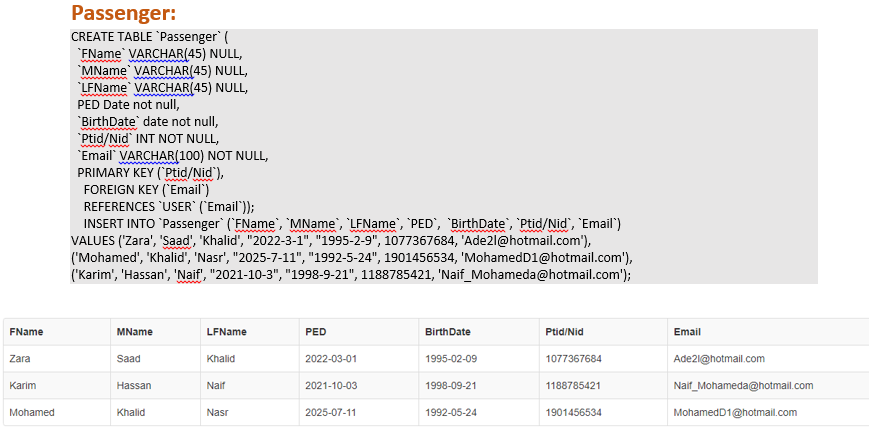 Passenger:
CREATE TABLE `Passenger` (
`FName` VARCHAR(45) NULL,
`MName` VARCHAR(45) NULL,
`LFName` VARCHAR(45) NULL,
PED Date not null,
`BirthDate` date not null,
`Ptid/Nid` INT NOT NULL,
`Email` VARCHAR(100) NOT NULL,
PRIMARY KEY (`Ptid/Nid`),
FOREIGN KEY (`Email`)
REFERENCES `USER` (`Email`));
INSERT INTO `Passenger` (`FName`, `MName`, `LFName`, `PED`, `BirthDate`, `Ptid/Nid`, `Email`)
VALUES ('Zara', 'Saad', 'Khalid', "2022-3-1", "1995-2-9", 1077367684, 'Ade2l@hotmail.com'),
('Mohamed', 'Khalid', 'Nasr', "2025-7-11", "1992-5-24", 1901456534, 'MohamedD1@hotmail.com'),
('Karim', 'Hassan', 'Naif', "2021-10-3", "1998-9-21", 1188785421, 'Naif_Mohameda@hotmail.com');
FName MName LFName PED BirthDate Ptid/Nid Email
Zara Saad Khalid 2022-03-01 1995-02-09 1077367684 Ade2l@hotmail.com
Karim Hassan Naif 2021-10-03 1998-09-21 1188785421 Naif_Mohameda@hotmail.com
Mohamed Khalid Nasr 2025-07-11 1992-05-24 1901456534 MohamedD1@hotmail.com